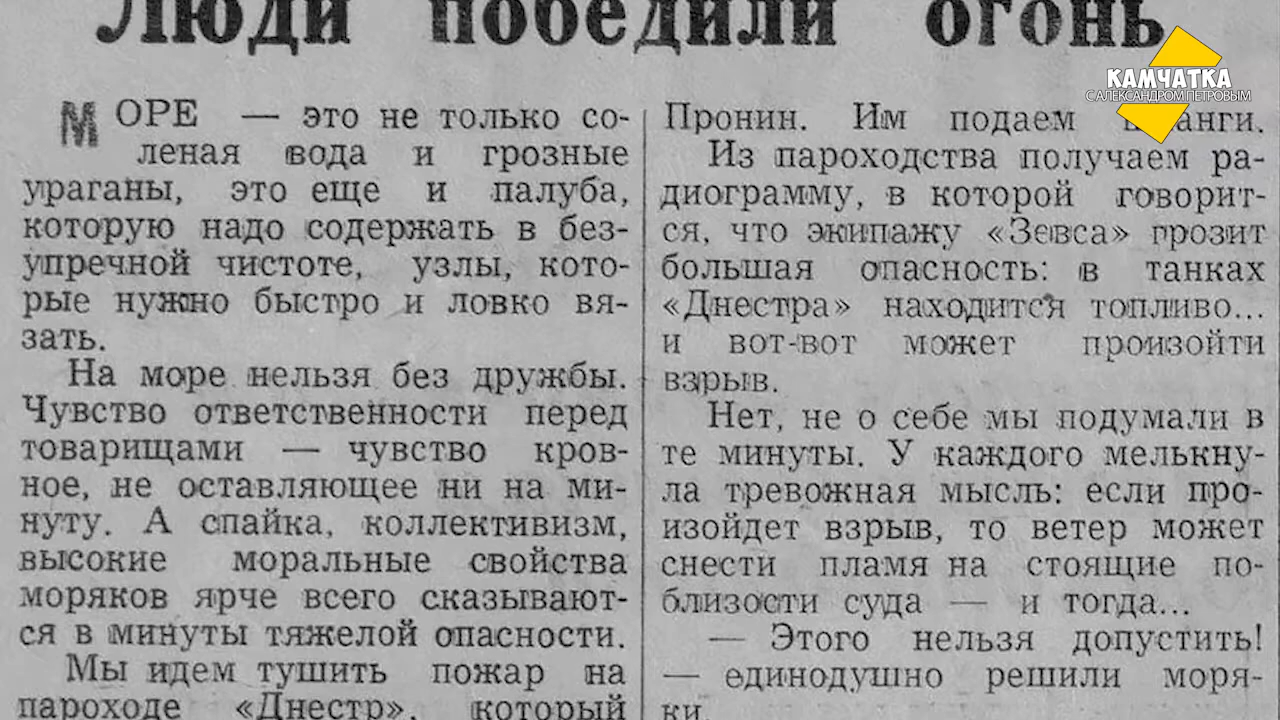 Люди победили огонь
КАМЧАТКА
С АЛЕКСАНДРОМ ПЕТРОВЫМ
МОРЕ — это не только со-
леная вода и грозные
ураганы, это еще и палуба,
которую надо содержать в без-
упречной чистоте, узлы, кото-
рые нужно быстро и ловко вя-
зать.
На море нельзя без дружбы.
Чувство ответственности перед
товарищами — чувство кров-
ное, не оставляющее ни на ми-
нуту. А спайка, коллективизм,
высокие моральные свойства
моряков ярче всего сказывают-
ся в минуты тяжелой опасности.
Мы идем тушить пожар на
пароходе «Днестр», который
Пронин. Им подаем
Из пароходства получаем ра-
диограмму, в которой говорит-
ся, что экипажу «Зевса» грозит
большая опасность: в танках
«Днестра» находится топливо...
и вот-вот может произойти
взрыв.
Нет, не о себе мы подумали в
те минуты. У каждого мелькну-
ла тревожная мысль: если про-
изойдет взрыв, то ветер может
снести пламя на стоящие по-
близости суда — и тогда...
— Этого нельзя допустить!
— единодушно решили моря-
ки.